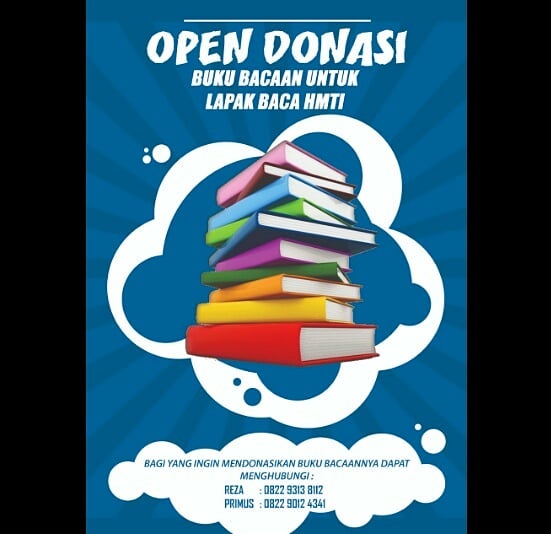 OPEN DONASI
BUKU BACAAN UNTUK
LAPAK BACA HMTI
BAGI YANG INGIN MENDONASIKAN BUKU BACAANNYA DAPAT
MENGHUBUNGI :
REZA : 0822 9313 8112
PRIMUS : 0822 9012 4341